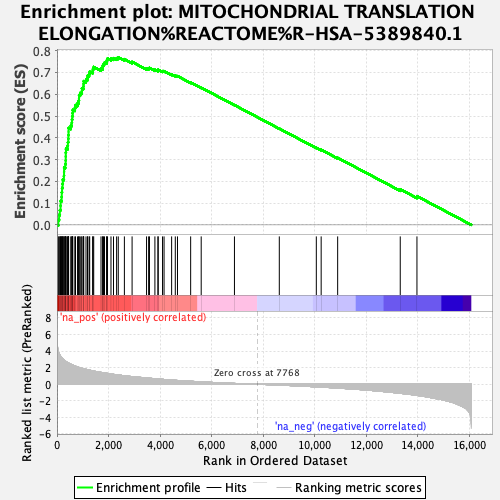 Enrichment plot: MITOCHONDRIAL TRANSLATION
ELONGATION%REACTOME%R-HSA-5389840.1
Enrichment score (ES)
0.8
0.7
0.6
0.5
0.4
0.3
0.2
0.1
0.0
'na_pos' (positively correlated)
Ranked list metric (PreRanked)
8
6
4
2
0
-2
-4
-6
Zero cross at 7768
'na_neg' (negatively correlated)
0
2,000
4,000
6,000
8,000
10,000
12,000
14,000
16,000
Rank in Ordered Dataset
Enrichment profile
Hits
Ranking metric scores